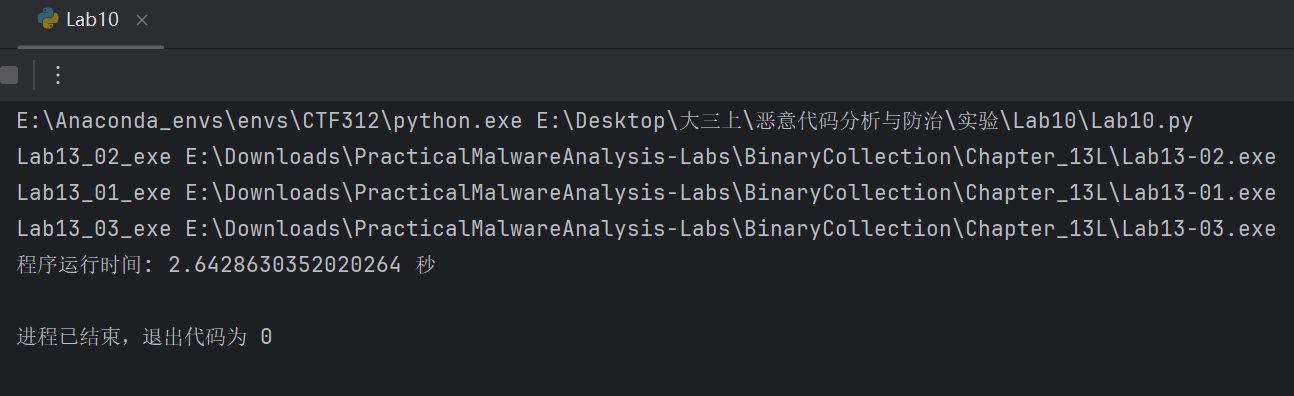 Lab10
E:\Anaconda_envs\envs\CTF312\python.exe E:\Desktop\大三上\恶意代码分析与防治\实验\Lab10\Lab10.py
Lab13_02_exe E:\Downloads\PracticalMalwareAnalysis-Labs\BinaryCollection\Chapter_13L\Lab13-02.exe
Lab13_01_exe E:\Downloads\PracticalMalwareAnalysis-Labs\BinaryCollection\Chapter_13L\Lab13-01.exe
Lab13_03_exe E:\Downloads\PracticalMalwareAnalysis-Labs\BinaryCollection\Chapter_13L\Lab13-03.exe
程序运行时间: 2.6428630352020264 秒
进程已结束，退出代码为 0